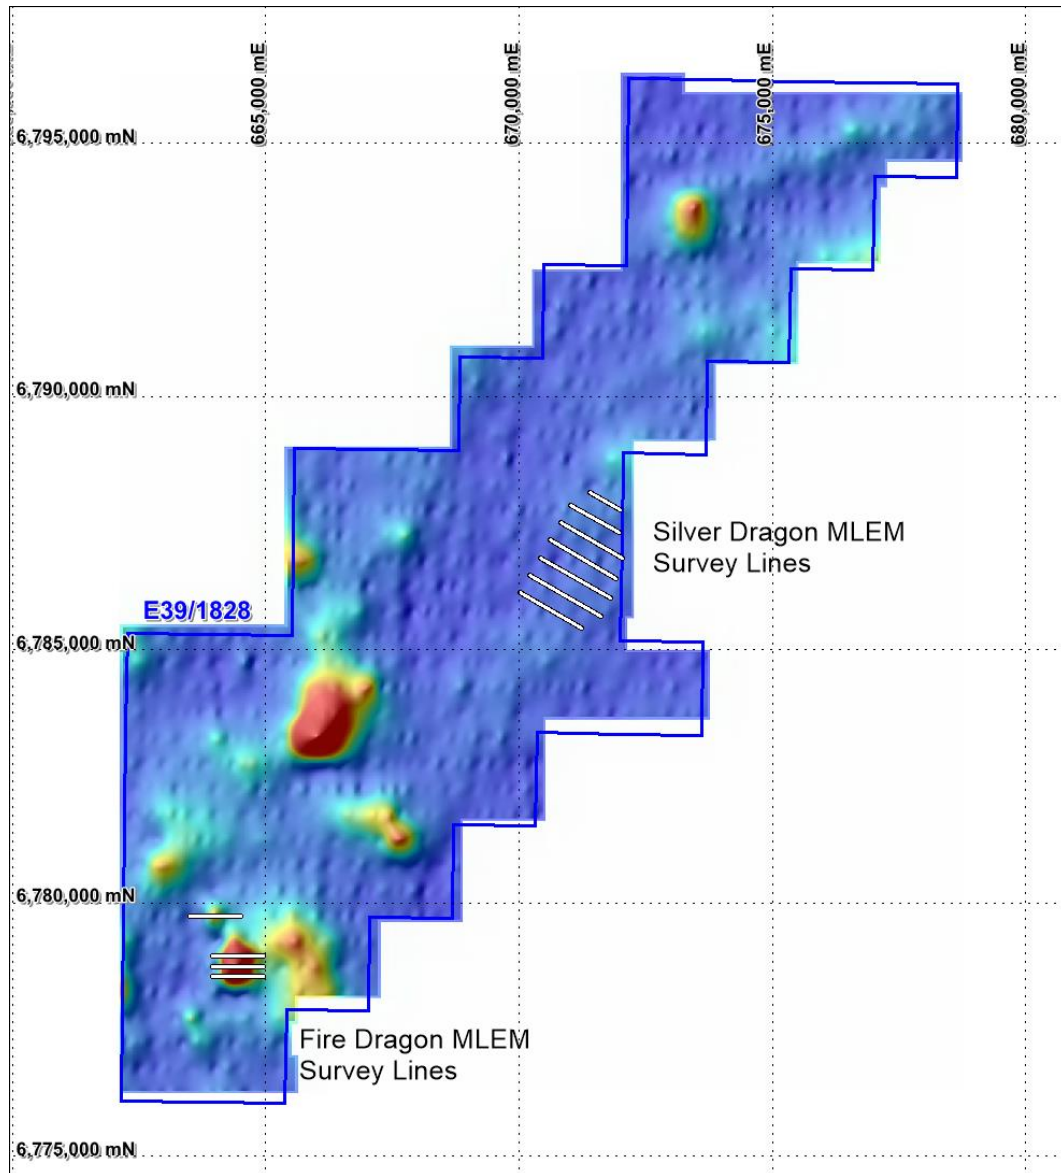 665,000 mE
670,000 mE
675,000 mE
680,000 mE
6,795,000 mN
6,790,000 mN
Silver Dragon MLEM
Survey Lines
E39/1828
6,785,000 mN
6,780,000 mN
Fire Dragon MLEM
Survey Lines
6,775,000 mN